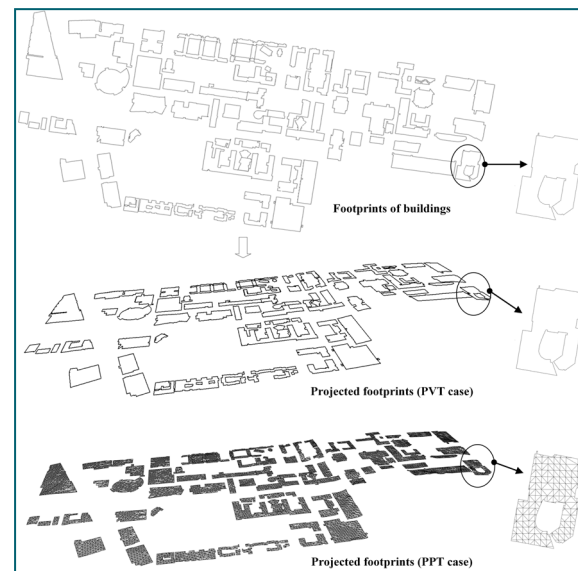 Footprints of buildings
Projected footprints (PVT case)
Projected footprints (PPT case)